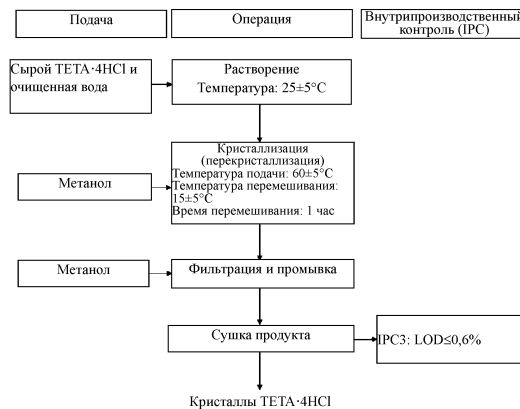 Подача
Операция
Внутрипроизводственный
контроль (IPC)
Сырой TETA·4HCl и
очищенная вода
Растворение
Температура: 25±5°C
Кристаллизация
(перекристаллизация)
Температура подачи: 60±5°C
Температура перемешивания:
15±5°C
Время перемешивания: 1 час
Метанол
Метанол
Фильтрация и промывка
Сушка продукта
IPC3: LOD≤0,6%
Кристаллы TETA·4HCl